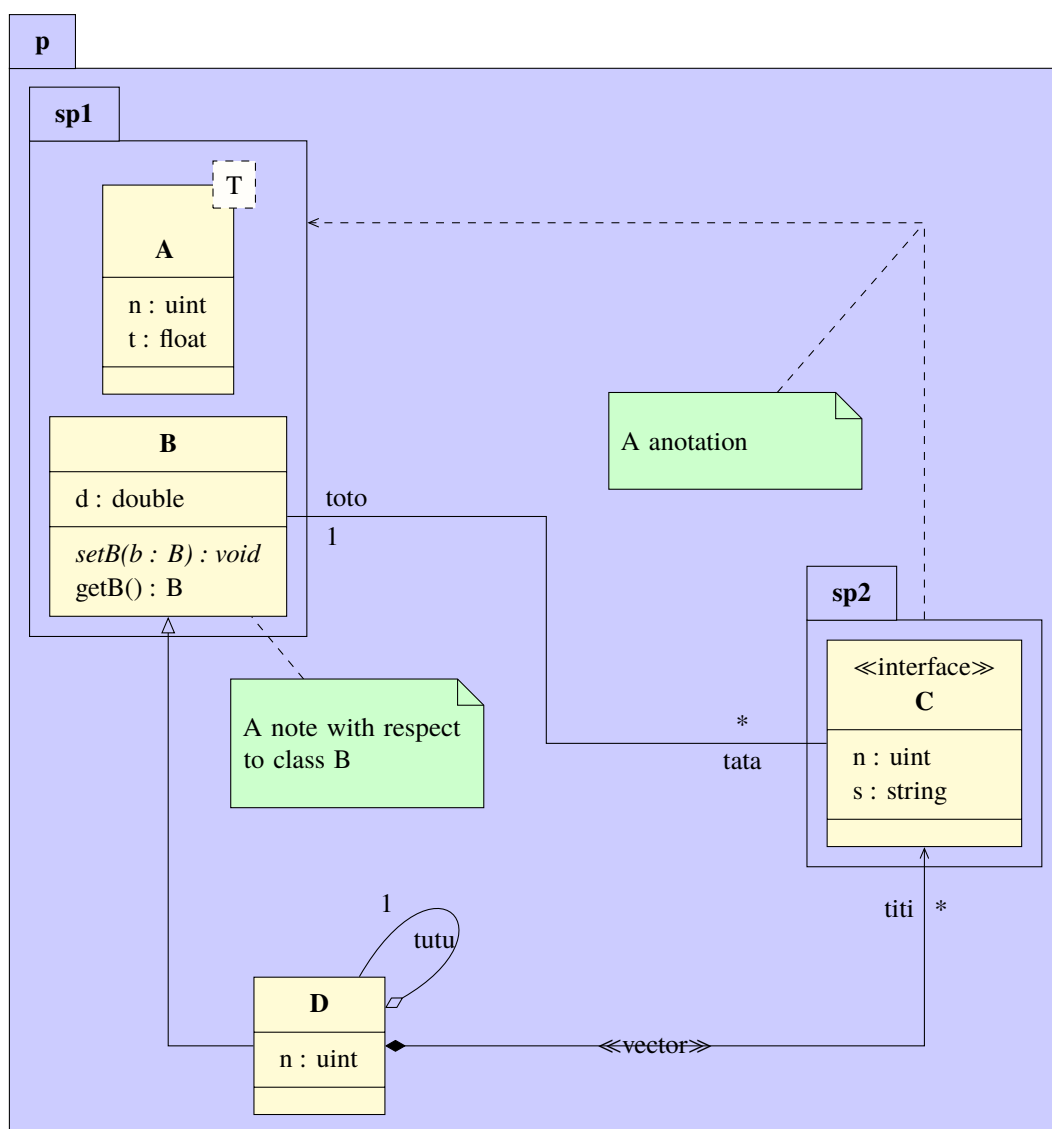 p
sp1
T
A
n : uint
t : float
A anotation
B
d : double
setB(b : B) : void
getB() : B
toto
1
sp2
≪interface≫
C
n : uint
s : string
A note with respect
to class B
*
tata
titi
*
1
tutu
D
n : uint
≪vector≫